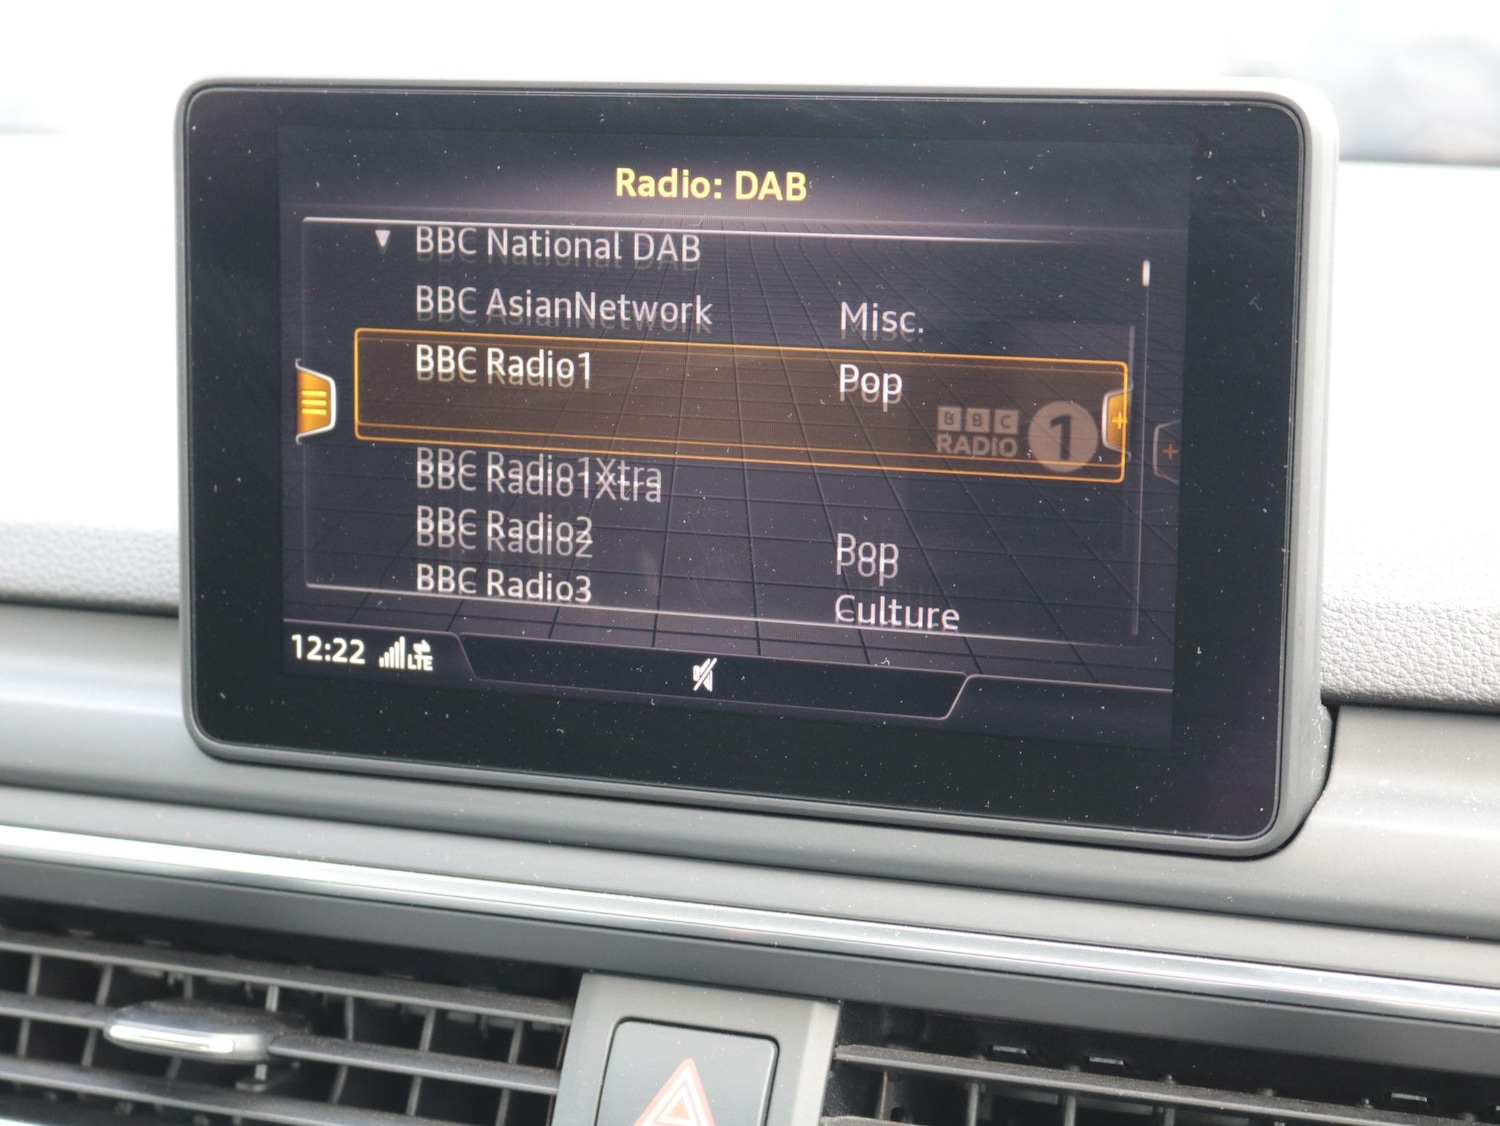 Radio: DAB
BBC National DAB
BBC AsianNetwork Misc.
BBC Radio1 Pop
BBC
RADIO 1
BBC Radio1Xtra
BBC Radio2 Pop
BBC Radio3 Culture
12:22 LTE